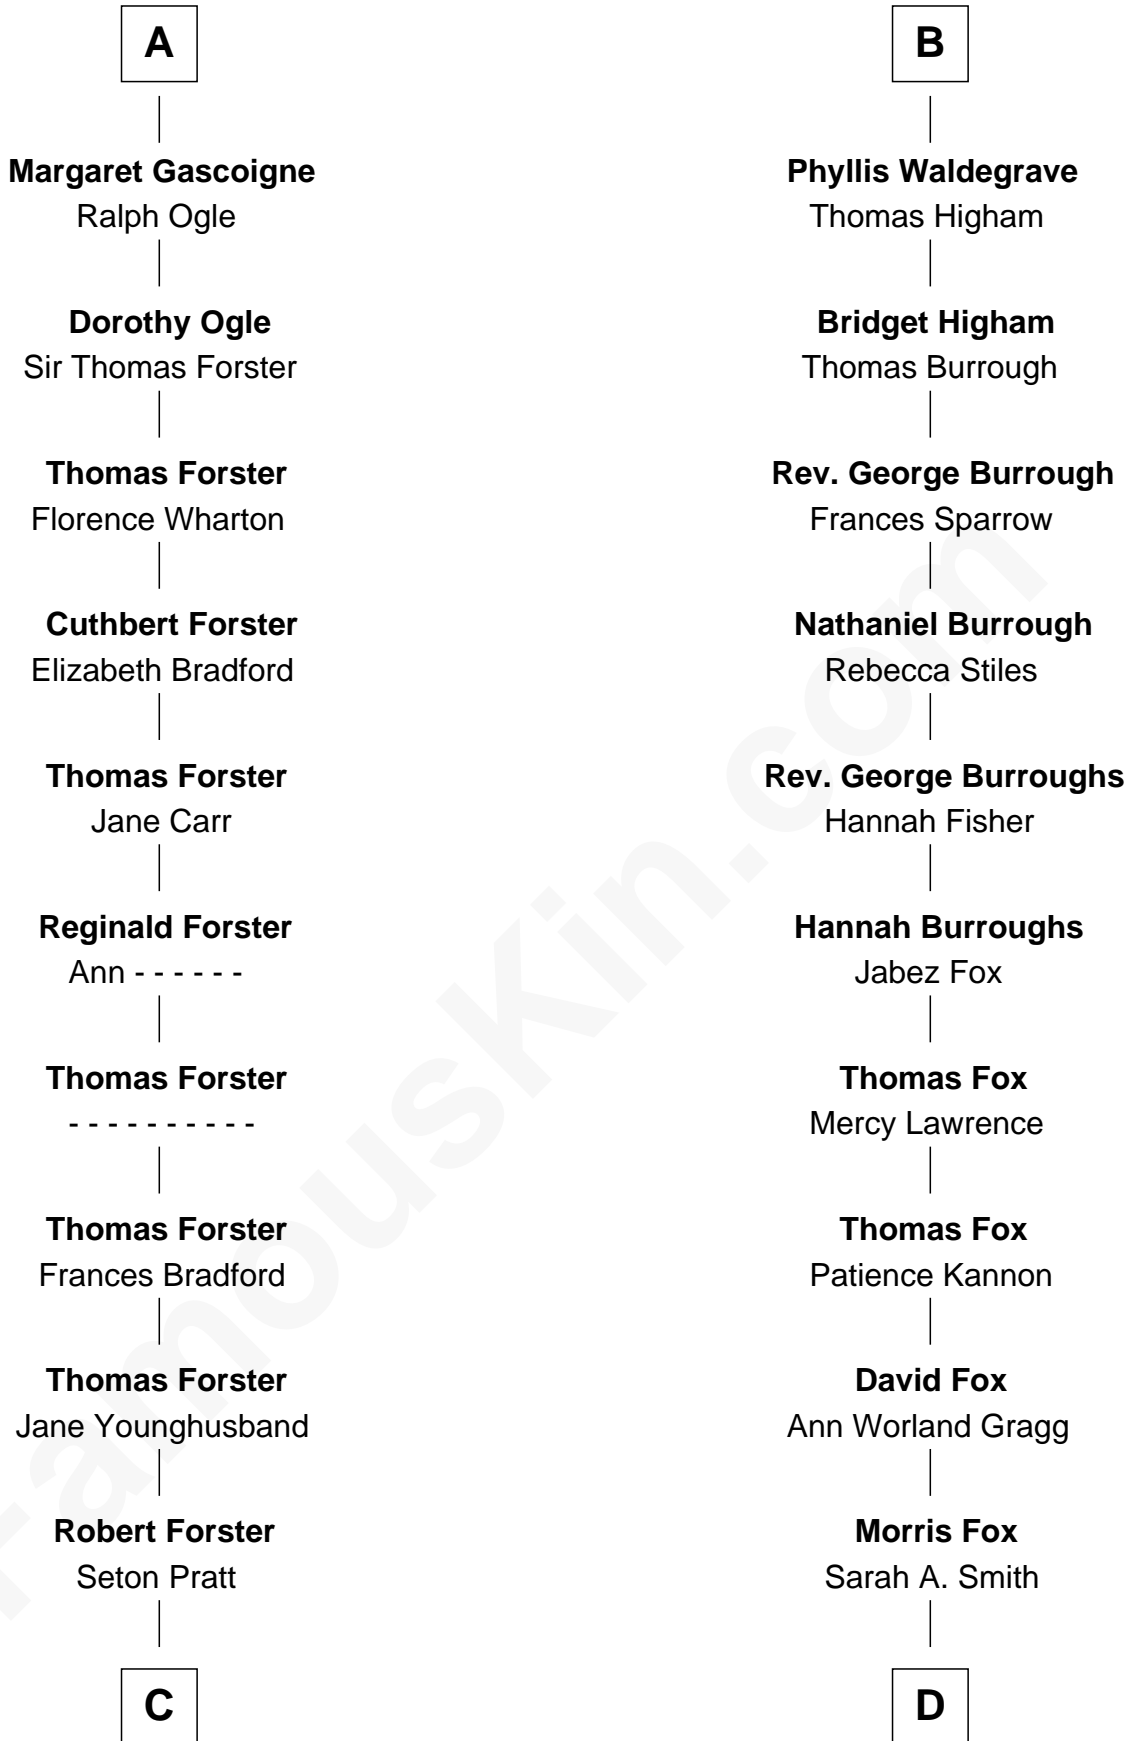 A
Margaret Gascoigne
Ralph Ogle
Dorothy Ogle
Sir Thomas Forster
Thomas Forster
Florence Wharton
Cuthbert Forster
Elizabeth Bradford
Thomas Forster
Jane Carr
Reginald Forster
Ann - - - - - -
Thomas Forster
- - - - - - - - - -
Thomas Forster
Frances Bradford
Thomas Forster
Jane Younghusband
Robert Forster
Seton Pratt
C
B
Phyllis Waldegrave
Thomas Higham
Bridget Higham
Thomas Burrough
Rev. George Burrough
Frances Sparrow
Nathaniel Burrough
Rebecca Stiles
Rev. George Burroughs
Hannah Fisher
Hannah Burroughs
Jabez Fox
Thomas Fox
Mercy Lawrence
Thomas Fox
Patience Kannon
David Fox
Ann Worland Gragg
Morris Fox
Sarah A. Smith
D
FamousKin.com